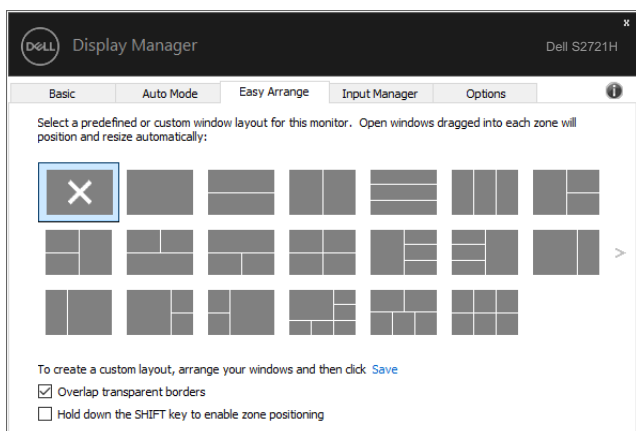 DELL Display Manager Dell S2721H
x
Basic Auto Mode Easy Arrange Input Manager Options i
Select a predefined or custom window layout for this monitor. Open windows dragged into each zone will
position and resize automatically:
>
To create a custom layout, arrange your windows and then click Save
Overlap transparent borders
Hold down the SHIFT key to enable zone positioning